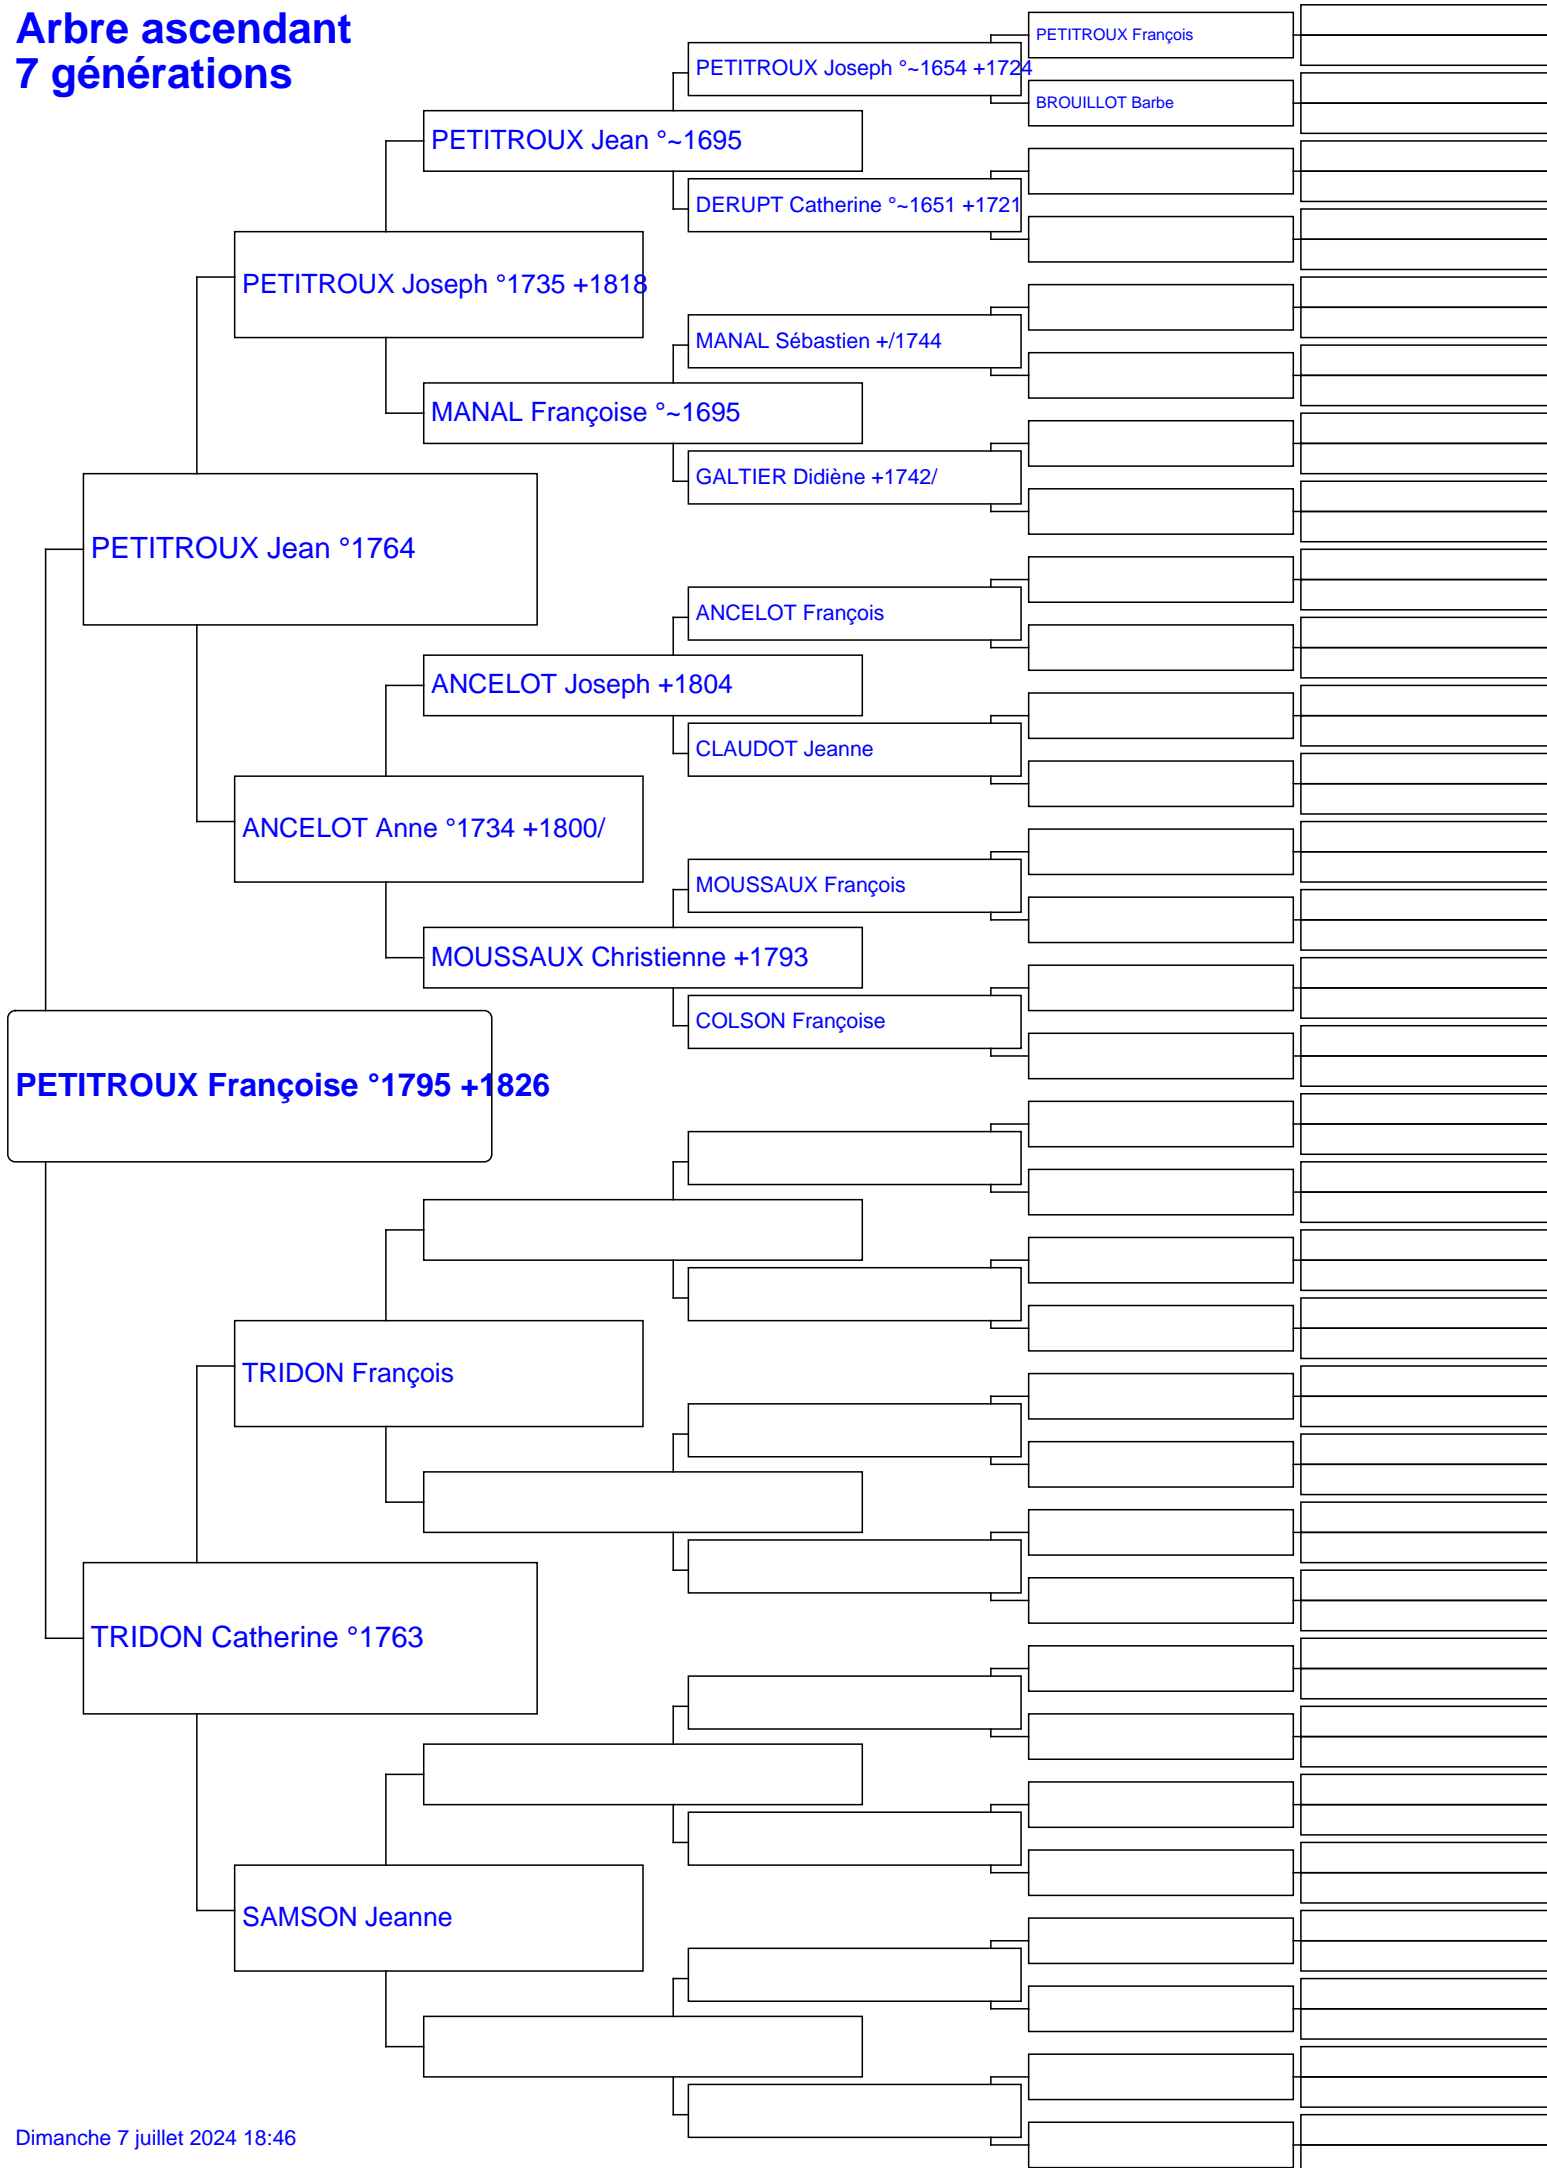 Arbre ascendant
7 générations
PETITROUX François
PETITROUX Joseph °~1654 +1724
BROUILLOT Barbe
PETITROUX Jean °~1695
DERUPT Catherine °~1651 +1721
PETITROUX Joseph °1735 +1818
MANAL Sébastien +/1744
MANAL Françoise °~1695
GALTIER Didiène +1742/
PETITROUX Jean °1764
ANCELOT François
ANCELOT Joseph +1804
CLAUDOT Jeanne
ANCELOT Anne °1734 +1800/
MOUSSAUX François
MOUSSAUX Christienne +1793
COLSON Françoise
PETITROUX Françoise °1795 +1826
TRIDON François
TRIDON Catherine °1763
SAMSON Jeanne
Dimanche 7 juillet 2024 18:46